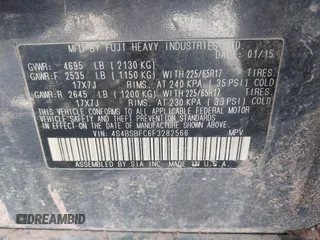 MFD. BY FUJI HEAVY INDUSTRIES LTD.
DATE: 01/15
GVWR: 4695 LB (2130 KG)
GAWR:F 2535 LB (1150 KG) WITH 225/65R17 TIRES.
17X7J RIMS, AT 240 KPA (35 PSI) COLD
GAWR:R 2645 LB (1200 KG) WITH 225/65R17 TIRES.
17X7J RIMS, AT 230 KPA (33 PSI) COLD
THIS VEHICLE CONFORMS TO ALL APPLICABLE
U.S. FEDERAL MOTOR VEHICLE SAFETY AND BUMPER
AND THEFT PREVENTION STANDARDS IN EFFECT ON THE
DATE OF MANUFACTURE SHOWN ABOVE.
VIN: 4S4BSBFC6F3282566 MPV
ASSEMBLED BY SIA INC. MADE IN U.S.A.
© AUTOBIDMASTER